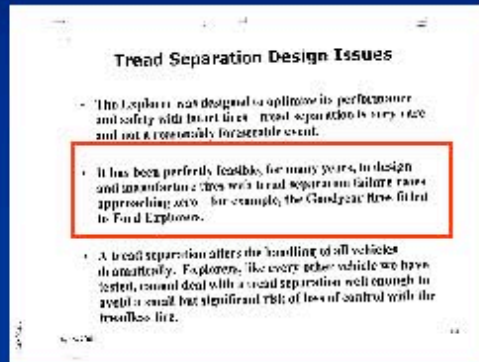 Tread Separation Design Issues
• The Explorer was designed to optimize its performance
and safety with intact tires tread separation is very rare
and not a reasonably foreseeable event.
• It has been perfectly feasible, for many years, to design
and manufacture tires with tread separation failure rates
approaching zero for example, the Goodyear tires fitted
to Ford Explorers.
• A tread separation alters the handling of all vehicles
dramatically. Explorers, like every other vehicle we have
tested, cannot deal with a tread separation well enough to
avoid a small but significant risk of loss of control with the
treadless tire.